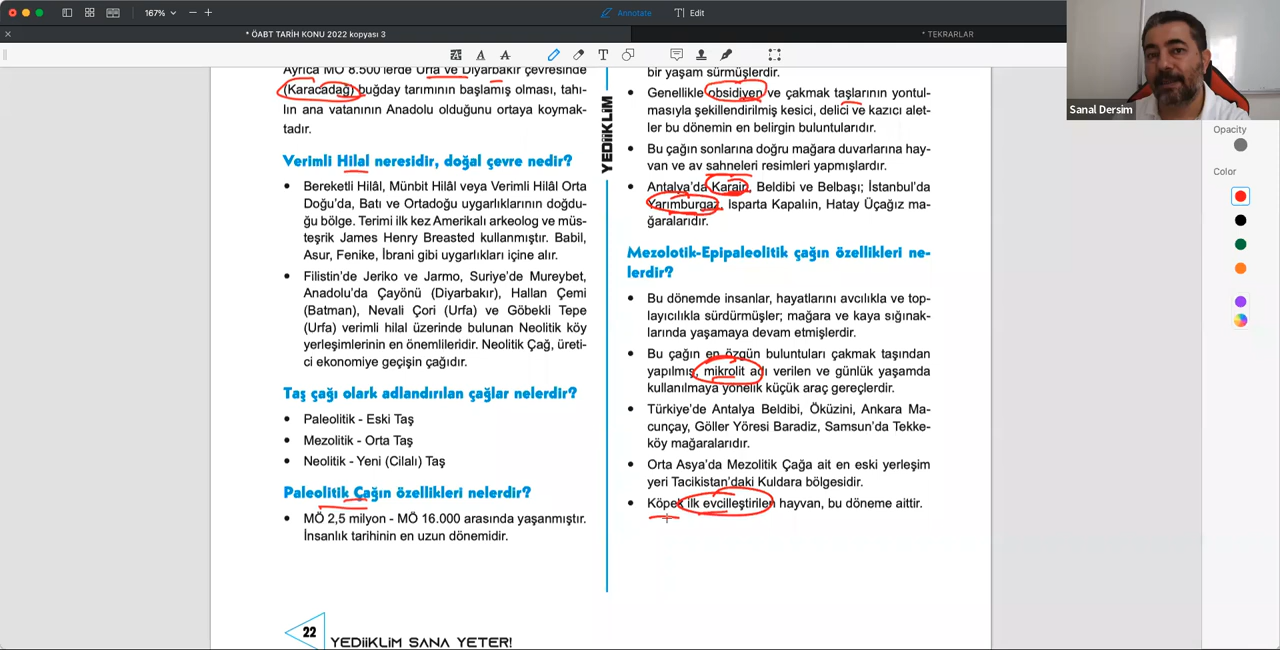 167%
Annotate
Edit
* ÖABT TARİH KONU 2022 kopyası 3
* TEKRARLAR
Ayrıca MÖ 8.500'lerde Urfa ve Diyarbakır çevresinde
(Karacadağ) buğday tarımının başlamış olması, tahı-
lın ana vatanının Anadolu olduğunu ortaya koymak-
tadır.
Verimli Hilal neresidir, doğal çevre nedir?
• Bereketli Hilâl, Münbit Hilâl veya Verimli Hilâl Orta
Doğu'da, Batı ve Ortadoğu uygarlıklarının doğdu-
ğu bölge. Terimi ilk kez Amerikalı arkeolog ve müs-
teşrik James Henry Breasted kullanmıştır. Babil,
Asur, Fenike, İbrani gibi uygarlıkları içine alır.
• Filistin'de Jeriko ve Jarmo, Suriye'de Mureybet,
Anadolu'da Çayönü (Diyarbakır), Hallan Çemi
(Batman), Nevali Çori (Urfa) ve Göbekli Tepe
(Urfa) verimli hilal üzerinde bulunan Neolitik köy
yerleşimlerinin en önemlileridir. Neolitik Çağ, üreti-
ci ekonomiye geçişin çağıdır.
Taş çağı olark adlandırılan çağlar nelerdir?
• Paleolitik - Eski Taş
• Mezolitik - Orta Taş
• Neolitik - Yeni (Cilalı) Taş
Paleolitik Çağın özellikleri nelerdir?
• MÖ 2,5 milyon - MÖ 16.000 arasında yaşanmıştır.
İnsanlık tarihinin en uzun dönemidir.
22
YEDİİKLİM SANA YETER!
YEDİİKLİM
bir yaşam sürmüşlerdir.
• Genellikle obsidiyen ve çakmak taşlarının yontul-
masıyla şekillendirilmiş kesici, delici ve kazıcı alet-
ler bu dönemin en belirgin buluntularıdır.
• Bu çağın sonlarına doğru mağara duvarlarına hay-
van ve av sahneleri resimleri yapmışlardır.
• Antalya'da Karain, Beldibi ve Belbaşı; İstanbul'da
Yarımburgaz, Isparta Kapalıin, Hatay Üçağız ma-
ğaralarıdır.
Mezolotik-Epipaleolitik çağın özellikleri ne-
lerdir?
• Bu dönemde insanlar, hayatlarını avcılıkla ve top-
layıcılıkla sürdürmüşler; mağara ve kaya sığınak-
larında yaşamaya devam etmişlerdir.
• Bu çağın en özgün buluntuları çakmak taşından
yapılmış, mikrolit adı verilen ve günlük yaşamda
kullanılmaya yönelik küçük araç gereçlerdir.
• Türkiye'de Antalya Beldibi, Öküzini, Ankara Ma-
cunçay, Göller Yöresi Baradiz, Samsun'da Tekke-
köy mağaralarıdır.
• Orta Asya'da Mezolitik Çağa ait en eski yerleşim
yeri Tacikistan'daki Kuldara bölgesidir.
• Köpek ilk evcilleştirilen hayvan, bu döneme aittir.
Sanal Dersim
Opacity
Color